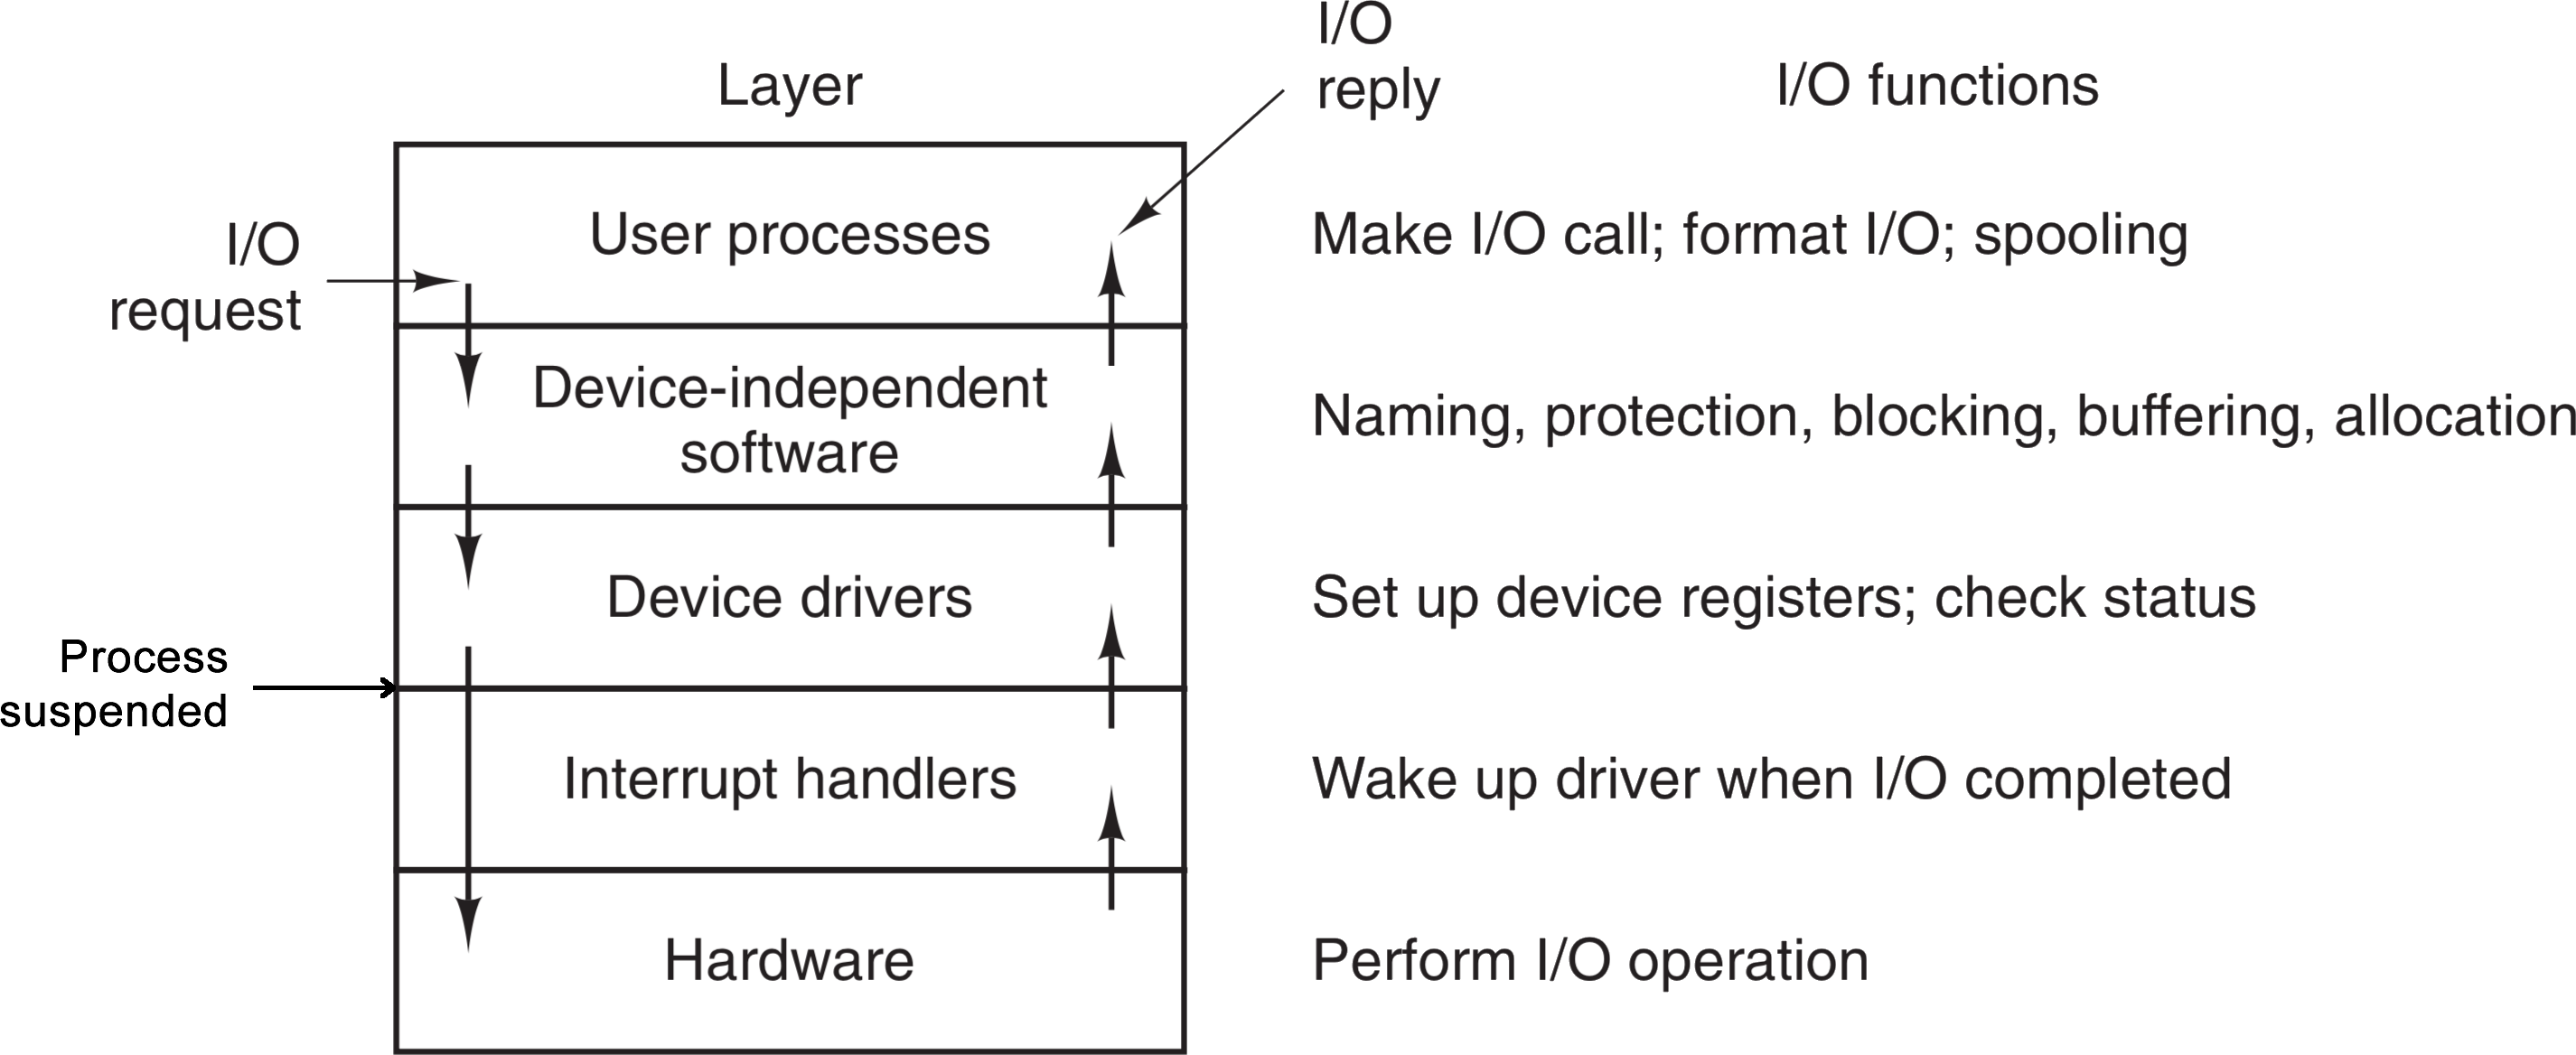 I/O
reply
Layer
I/O functions
I/O
request
User processes
Make I/O call; format I/O; spooling
Device-independent
software
Naming, protection, blocking, buffering, allocation
Device drivers
Set up device registers; check status
Process
suspended
Interrupt handlers
Wake up driver when I/O completed
Hardware
Perform I/O operation